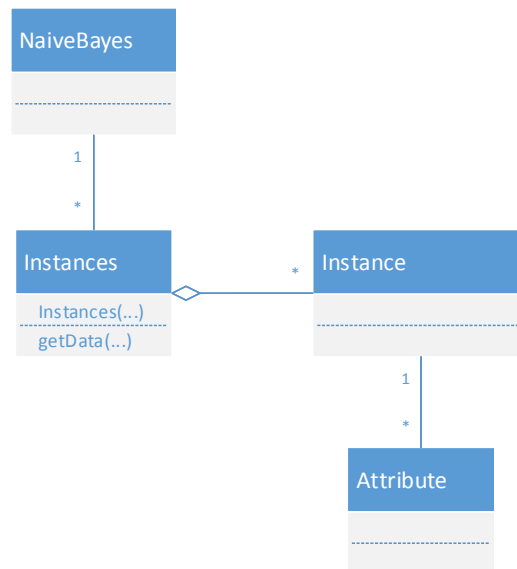 NaiveBayes
1
*
Instances
*
Instance
Instances(...)
getData(...)
1
*
Attribute